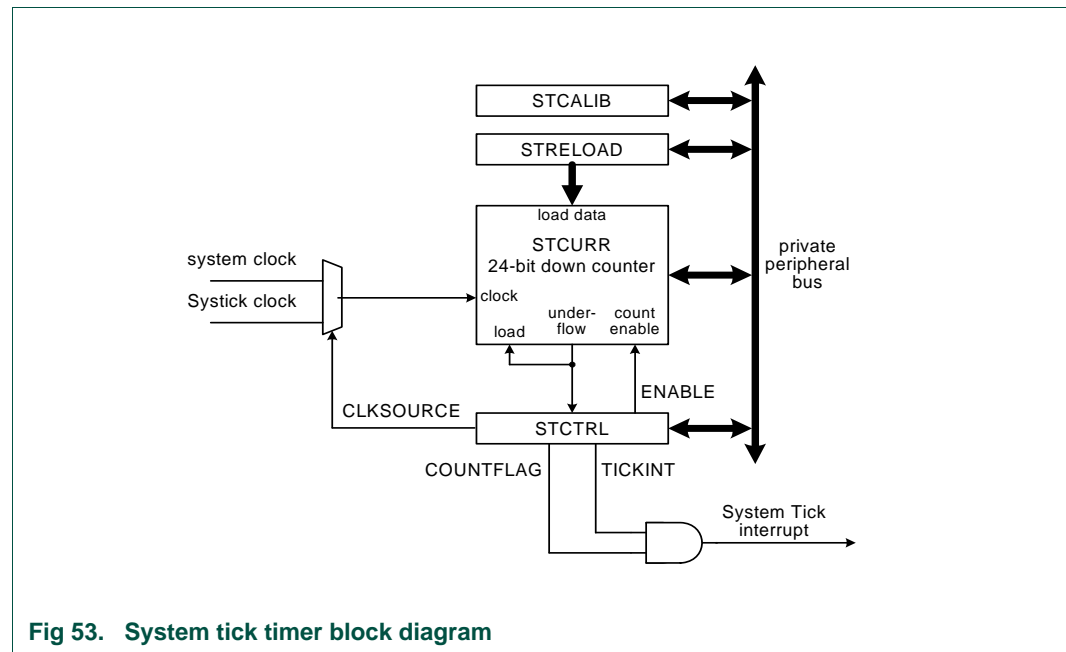 STCALIB
STRELOAD
load data
STCURR
24-bit down counter
private
peripheral
bus
system clock
Systick clock
clock
load
under-
flow
count
enable
ENABLE
CLKSOURCE
STCTRL
COUNTFLAG
TICKINT
System Tick
interrupt
Fig 53. System tick timer block diagram